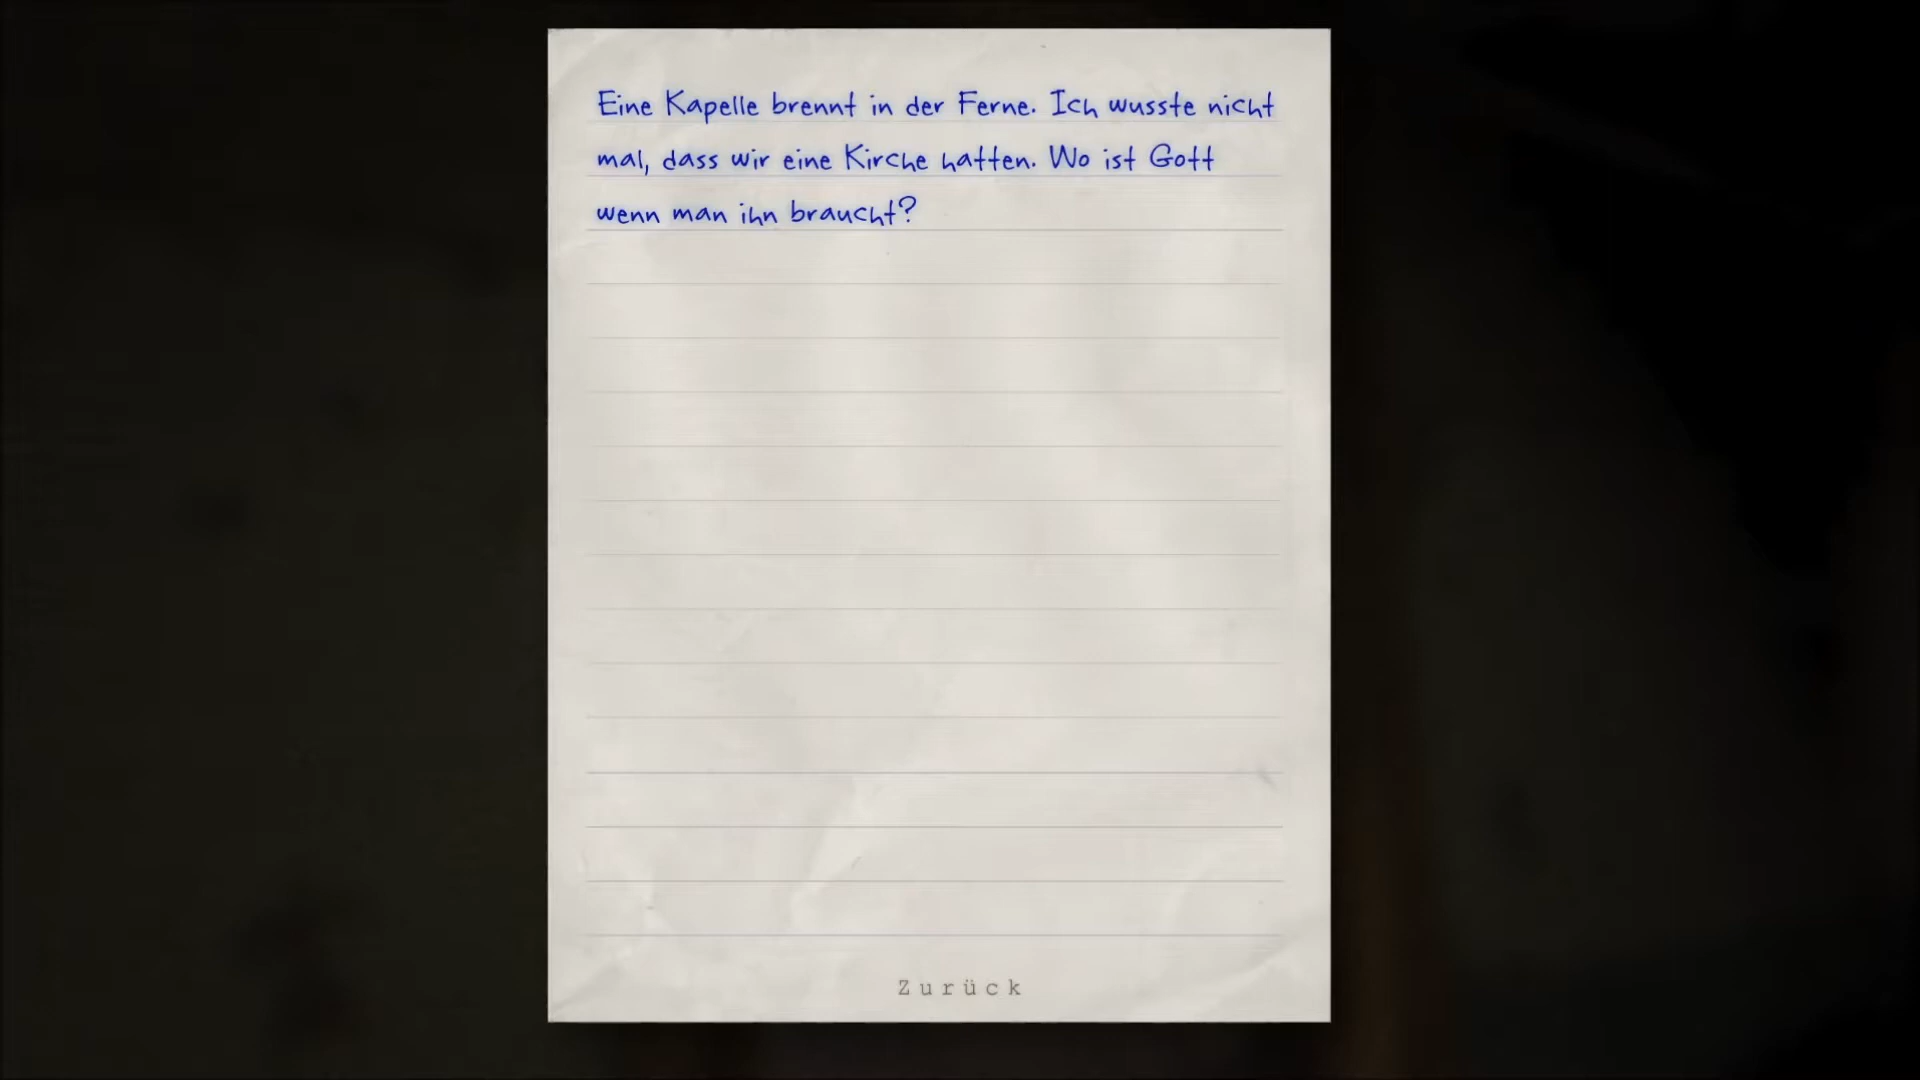 Eine Kapelle brennt in der Ferne. Ich wusste nicht
mal, dass wir eine Kirche hatten. Wo ist Gott
wenn man ihn braucht?
Zurück